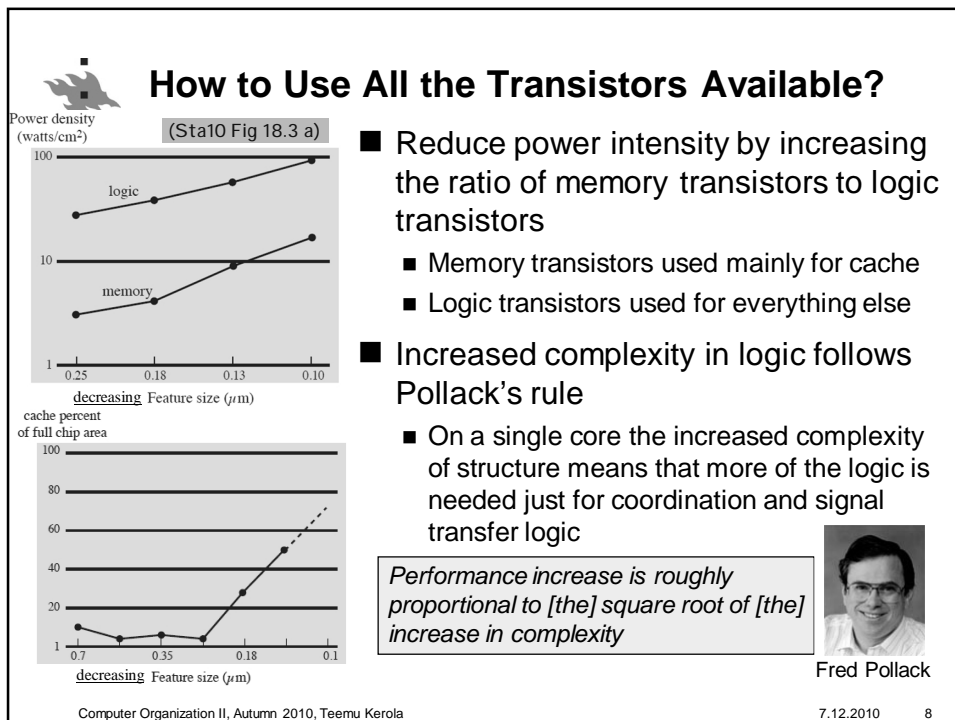 How to Use All the Transistors Available?
Power density
(watts/cm²)
(Sta10 Fig 18.3 a)
100
logic
10
memory
1
0.25 0.18 0.13 0.10
decreasing Feature size (μm)
cache percent
of full chip area
100
80
60
40
20
1
0.7 0.35 0.18 0.1
decreasing Feature size (μm)
■ Reduce power intensity by increasing
the ratio of memory transistors to logic
transistors
■ Memory transistors used mainly for cache
■ Logic transistors used for everything else
■ Increased complexity in logic follows
Pollack's rule
■ On a single core the increased complexity
of structure means that more of the logic is
needed just for coordination and signal
transfer logic
Performance increase is roughly
proportional to [the] square root of [the]
increase in complexity
Fred Pollack
Computer Organization II, Autumn 2010, Teemu Kerola 7.12.2010 8